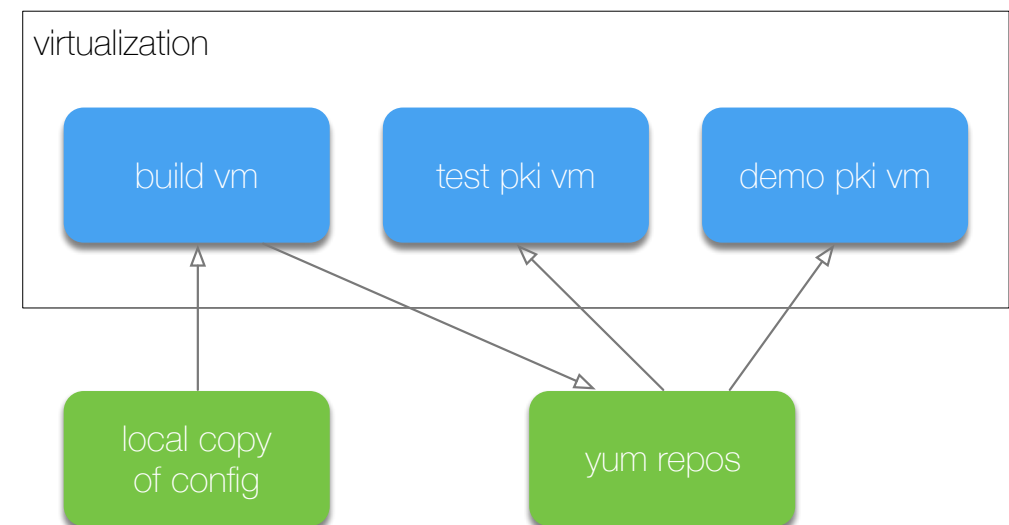 virtualization
build vm
test pki vm
demo pki vm
local copy
of config
yum repos